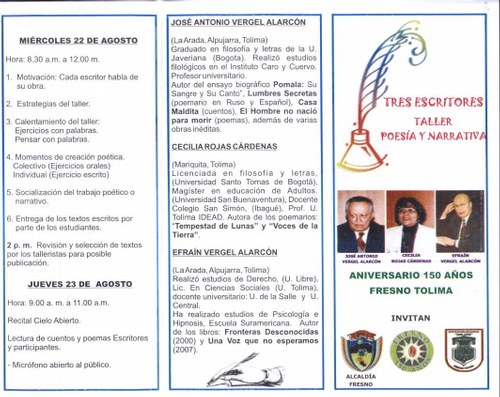 MIÉRCOLES 22 DE AGOSTO
Hora: 8.30 a.m. a 12.00 m.
1. Motivación: Cada escritor habla de
su obra.
2. Estrategias del taller.
3. Calentamiento del taller:
Ejercicios con palabras.
Pensar con palabras.
4. Momentos de creación poética.
Colectivo (Ejercicios orales)
Individual (Ejercicio escrito)
5. Socialización del trabajo poético o
narrativo.
6. Entrega de los textos escritos por
parte de los estudiantes.
2 p. m. Revisión y selección de textos
por los talleristas para posible
publicación.
JUEVES 23 DE AGOSTO
Hora: 9.00 a. m. a 11.00 a.m.
Recital Cielo Abierto.
Lectura de cuentos y poemas Escritores
y participantes.
- Micrófono abierto al público.
JOSÉ ANTONIO VERGEL ALARCÓN
(La Arada, Alpujarra, Tolima)
Graduado en filosofía y letras de la U.
Javeriana (Bogotá). Realizó estudios
filológicos en el Instituto Caro y Cuervo.
Profesor universitario.
Autor del ensayo biográfico Pomala: Su
Sangre y Su Canto", Lumbres Secretas
(poemario en Ruso y Español), Casa
Maldita (cuentos), El Hombre no nació
para morir (poemas), además de varias
obras inéditas.
CECILIA ROJAS CÁRDENAS
(Mariquita, Tolima)
Licenciada en filosofía y letras,
(Universidad Santo Tomas de Bogotá),
Magíster en educación de Adultos.
(Universidad San Buenaventura), Docente
Colegio San Simón, (Ibagué), Prof. U.
Tolima IDEAD. Autora de los poemarios:
"Tempestad de Lunas" y "Voces de la
Tierra".
EFRAÍN VERGEL ALARCÓN
(La Arada, Alpujarra, Tolima)
Realizó estudios de Derecho, (U. Libre),
Lic. En Ciencias Sociales (U. Tolima),
docente universitario: U. de la Salle y U.
Central.
Ha realizado estudios de Psicología e
Hipnosis, Escuela Suramericana. Autor
de los libros: Fronteras Desconocidas
(2000) y Una Voz que no esperamos
(2007).
TRES ESCRITORES
TALLER
POESÍA Y NARRATIVA
JOSÉ ANTONIO
VERGEL ALARCÓN
CECILIA
ROJAS CÁRDENAS
EFRAÍN
VERGEL ALARCÓN
ANIVERSARIO 150 AÑOS
FRESNO TOLIMA
INVITAN
ALCALDÍA
FRESNO